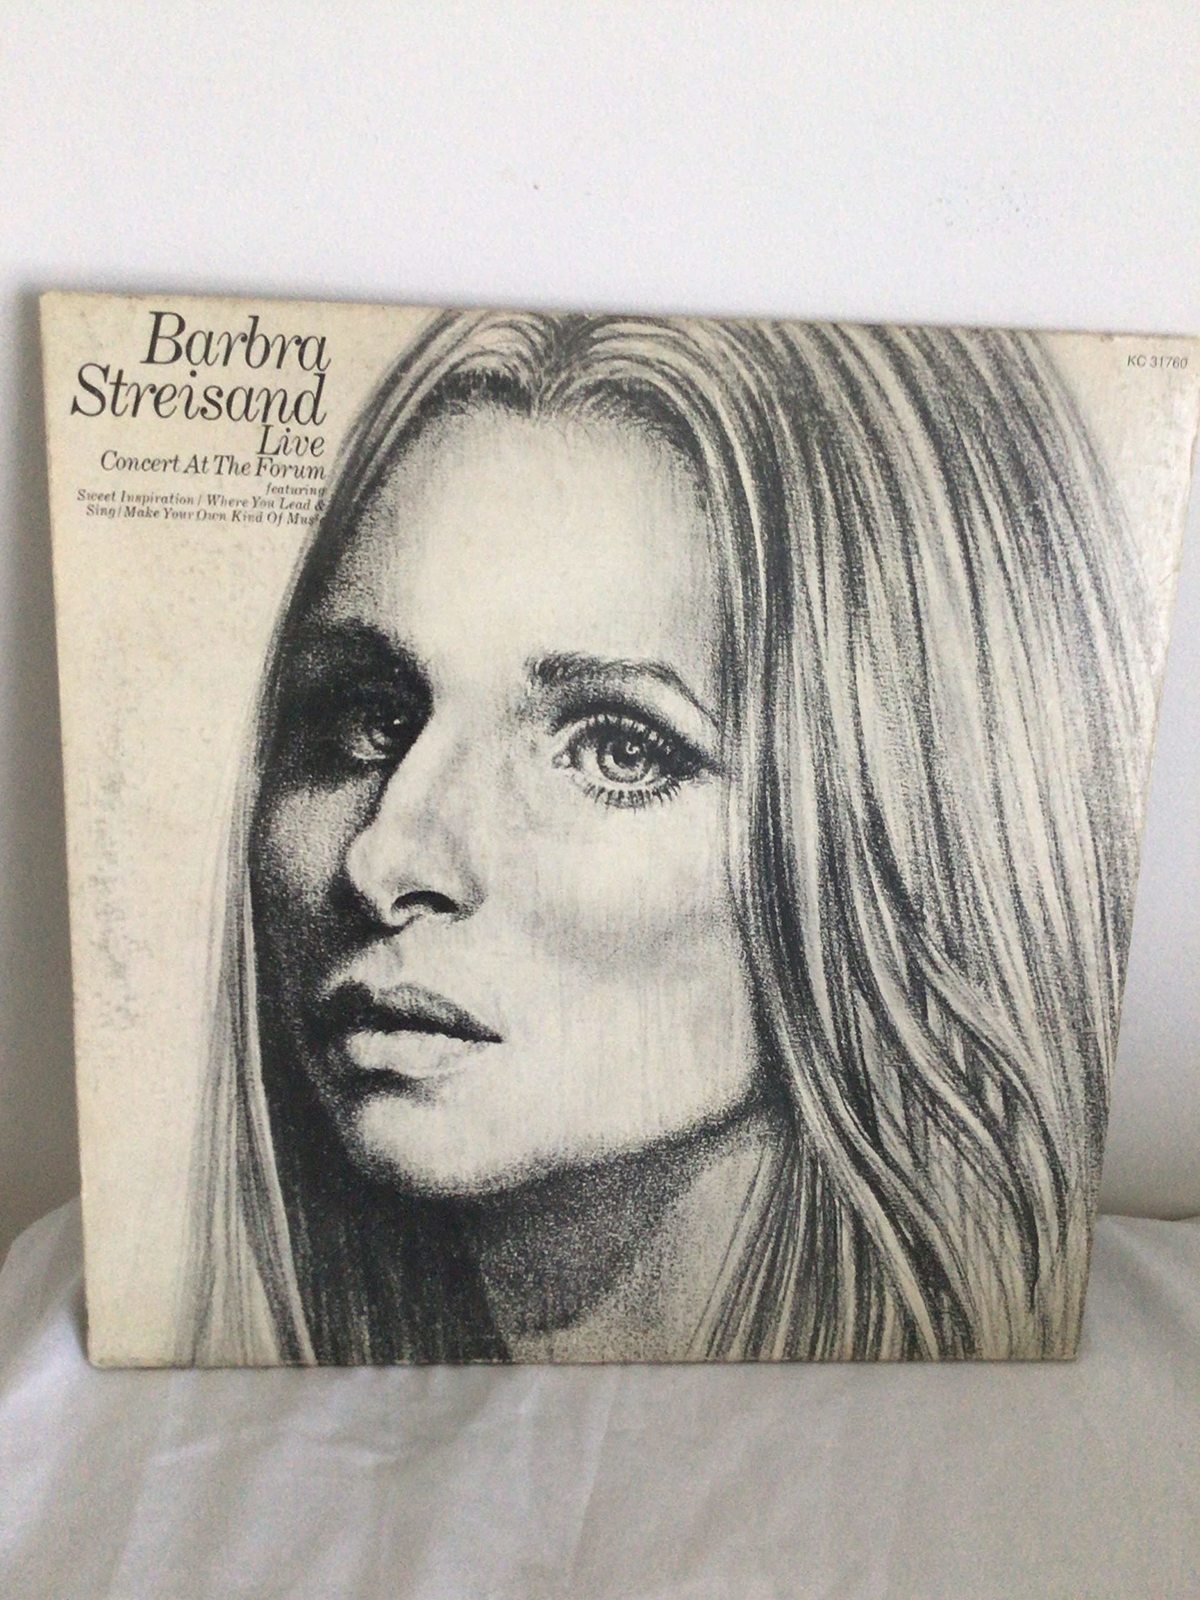 Barbra
Streisand
Live
Concert At The Forum
featuring
Sweet Inspiration / Where You Lead &
Sing / Make Your Own Kind Of Music
KC 31760